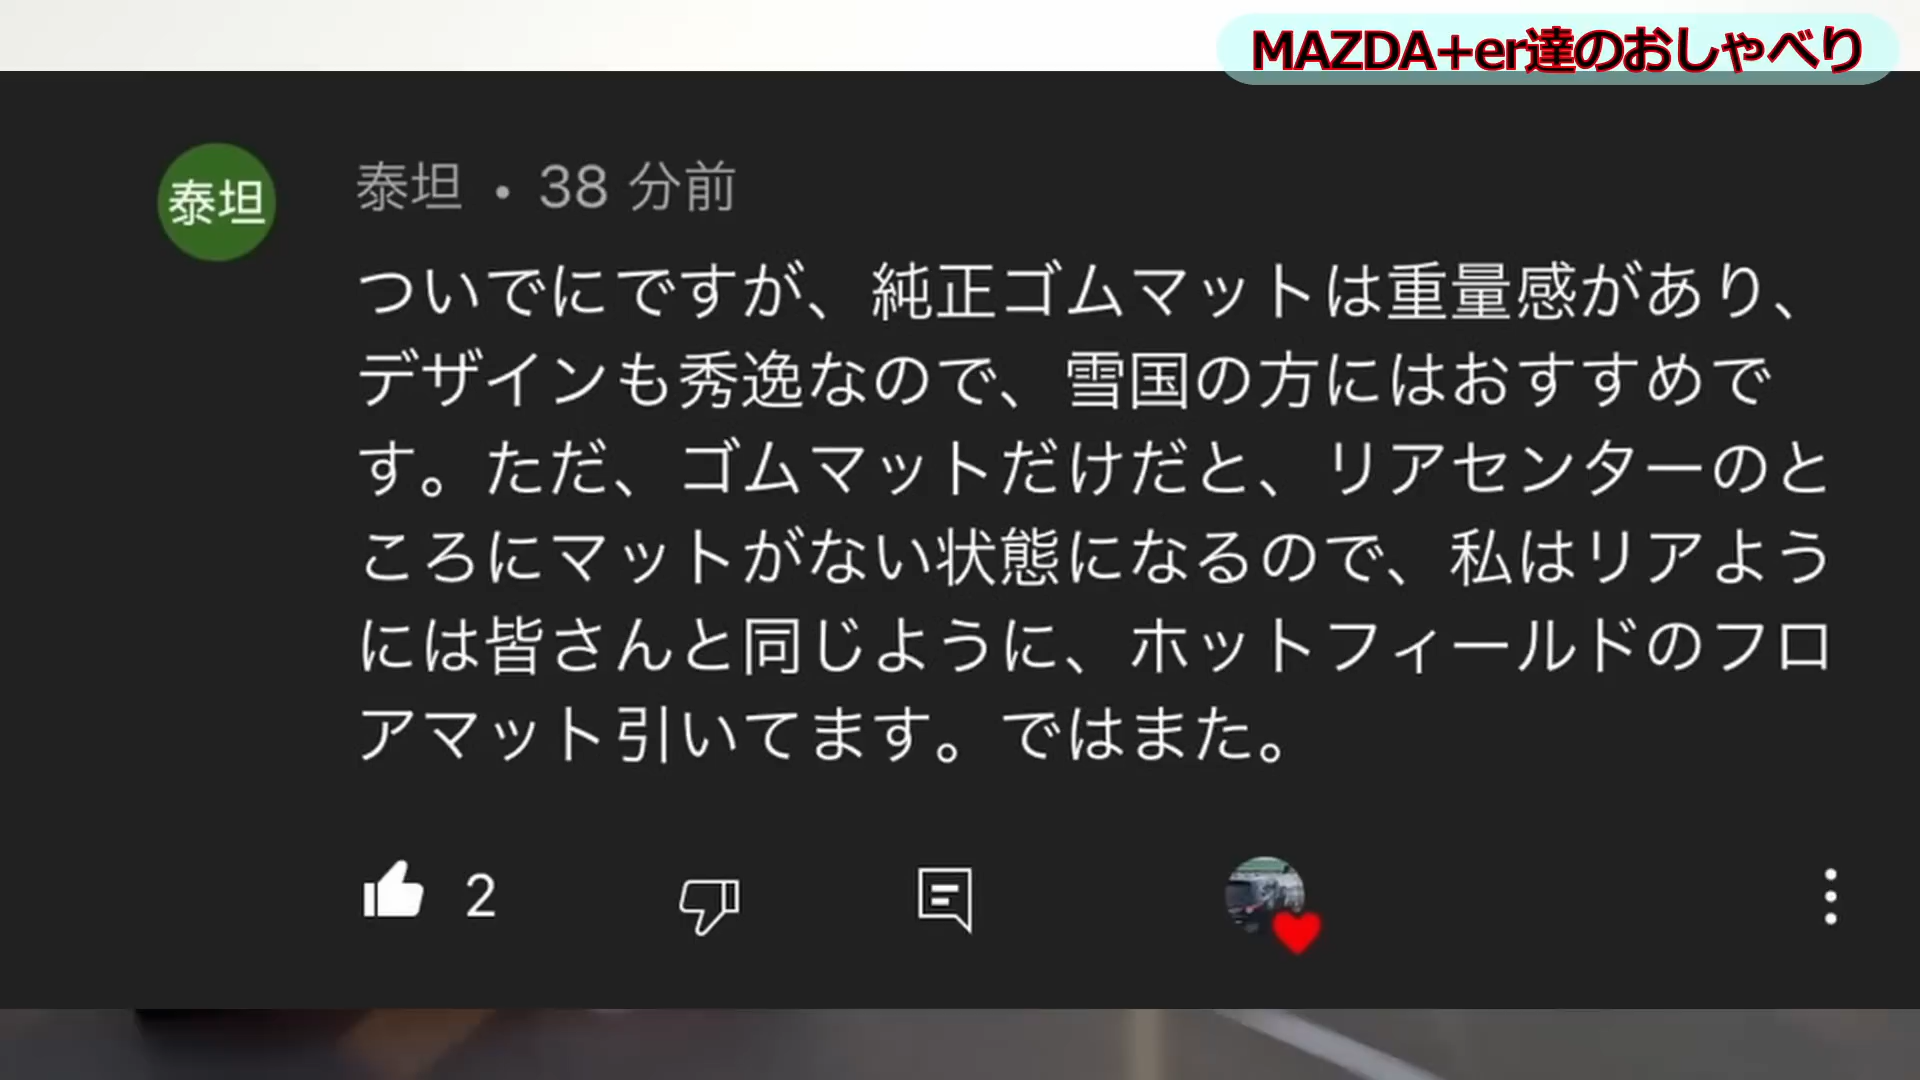 MAZDA+er達のおしゃべり
泰坦
泰坦 • 38 分前
ついでにですが、純正ゴムマットは重量感があり、
デザインも秀逸なので、雪国の方にはおすすめで
す。ただ、ゴムマットだけだと、リアセンターのと
ころにマットがない状態になるので、私はリアよう
には皆さんと同じように、ホットフィールドのフロ
アマット引いてます。ではまた。
2